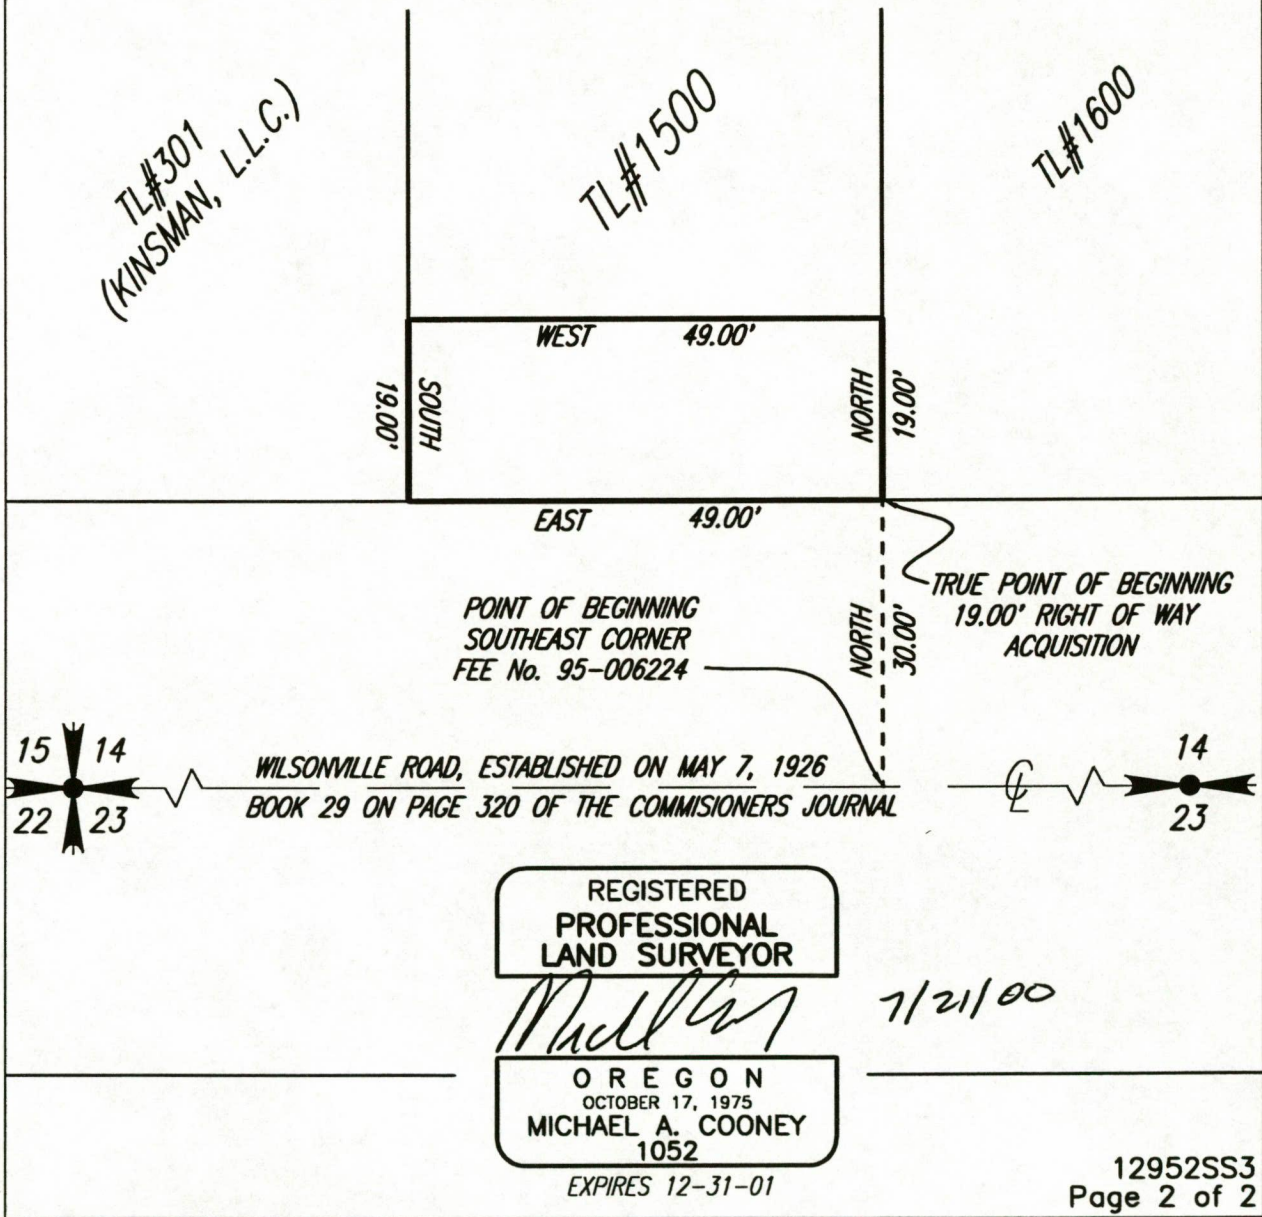 TL#301
(KINSMAN, L.L.C.)
TL#1500
TL#1600
WEST 49.00'
19.00'
SOUTH
NORTH
19.00'
EAST 49.00'
TRUE POINT OF BEGINNING
19.00' RIGHT OF WAY
ACQUISITION
POINT OF BEGINNING
SOUTHEAST CORNER
FEE No. 95-006224
NORTH
30.00'
15 14
22 23
WILSONVILLE ROAD, ESTABLISHED ON MAY 7, 1926
BOOK 29 ON PAGE 320 OF THE COMMISIONERS JOURNAL
CL
14
23
REGISTERED
PROFESSIONAL
LAND SURVEYOR
7/21/00
OREGON
OCTOBER 17, 1975
MICHAEL A. COONEY
1052
EXPIRES 12-31-01
12952SS3
Page 2 of 2